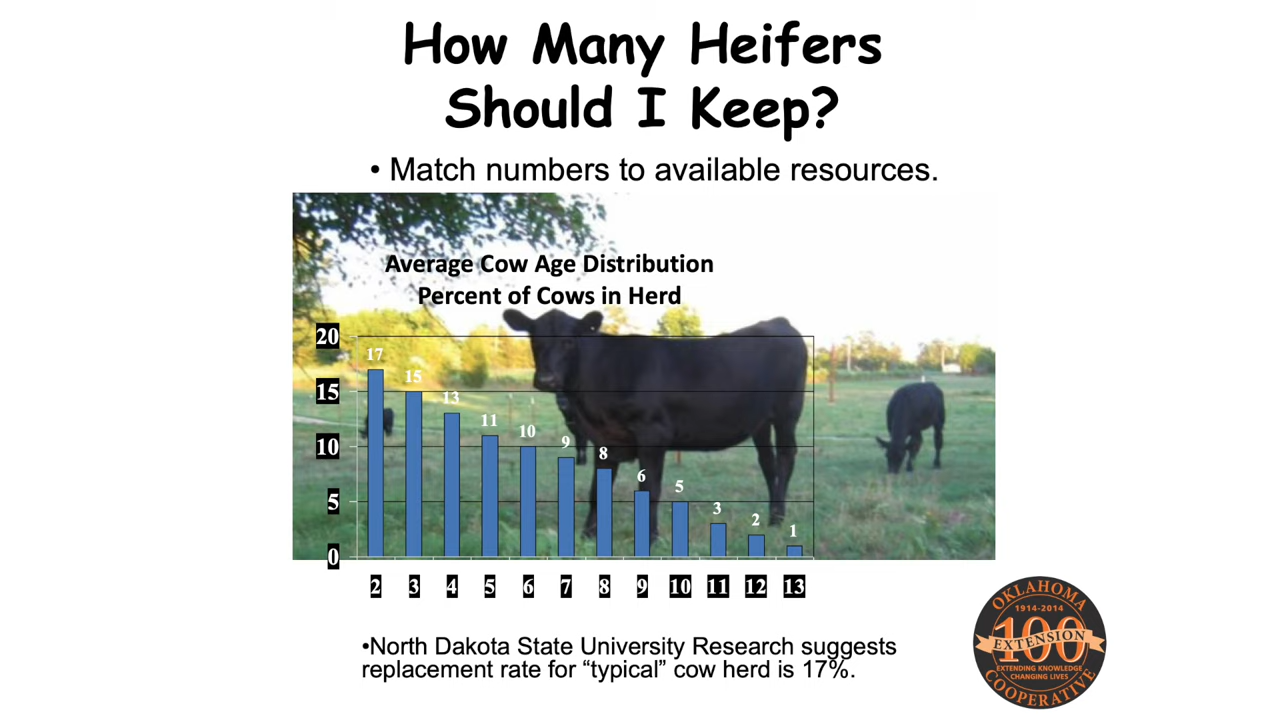 How Many Heifers
Should I Keep?
• Match numbers to available resources.
Average Cow Age Distribution
Percent of Cows in Herd
20
15
10
5
0
17
15
13
11
10
9
8
6
5
3
2
1
2 3 4 5 6 7 8 9 10 11 12 13
•North Dakota State University Research suggests
replacement rate for “typical” cow herd is 17%.
OKLAHOMA
1914-2014
100
EXTENSION
EXTENDING KNOWLEDGE
CHANGING LIVES
COOPERATIVE